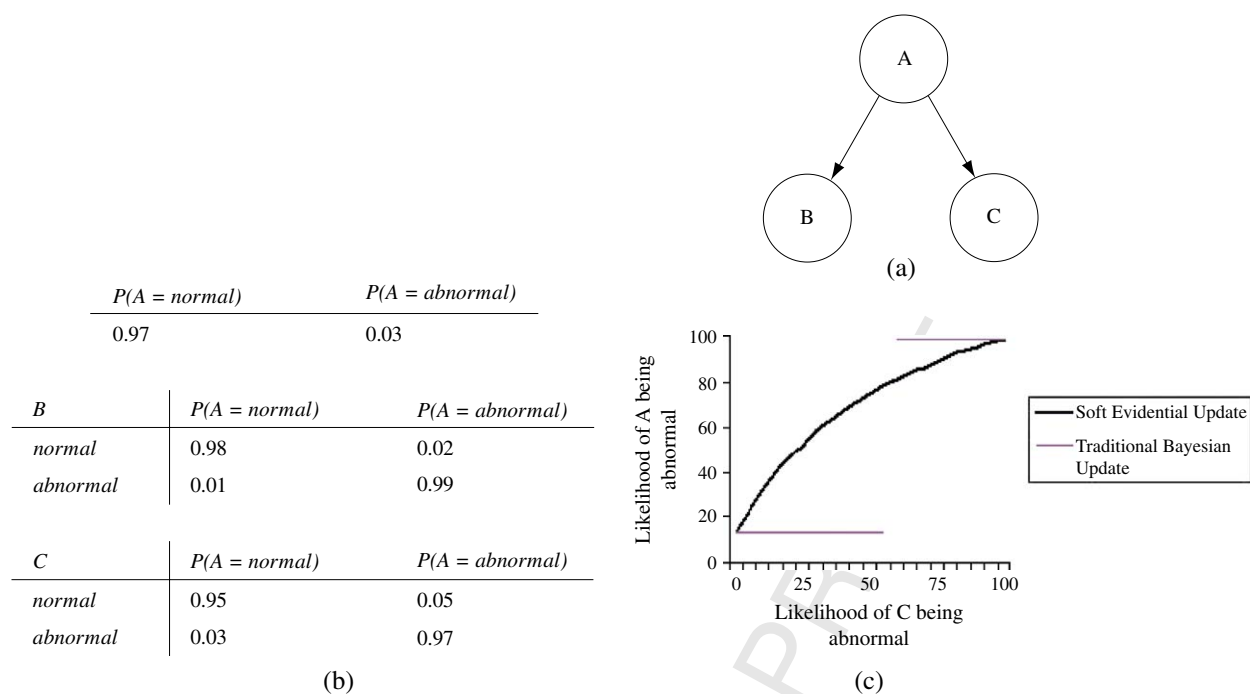 A
B C
(a)
P(A = normal) P(A = abnormal)
0.97 0.03
B P(A = normal) P(A = abnormal)
normal 0.98 0.02
abnormal 0.01 0.99
C P(A = normal) P(A = abnormal)
normal 0.95 0.05
abnormal 0.03 0.97
(b)
Likelihood of A being
abnormal
100
80
60
40
20
0
0 25 50 75 100
Likelihood of C being
abnormal
Soft Evidential Update
Traditional Bayesian
Update
(c)